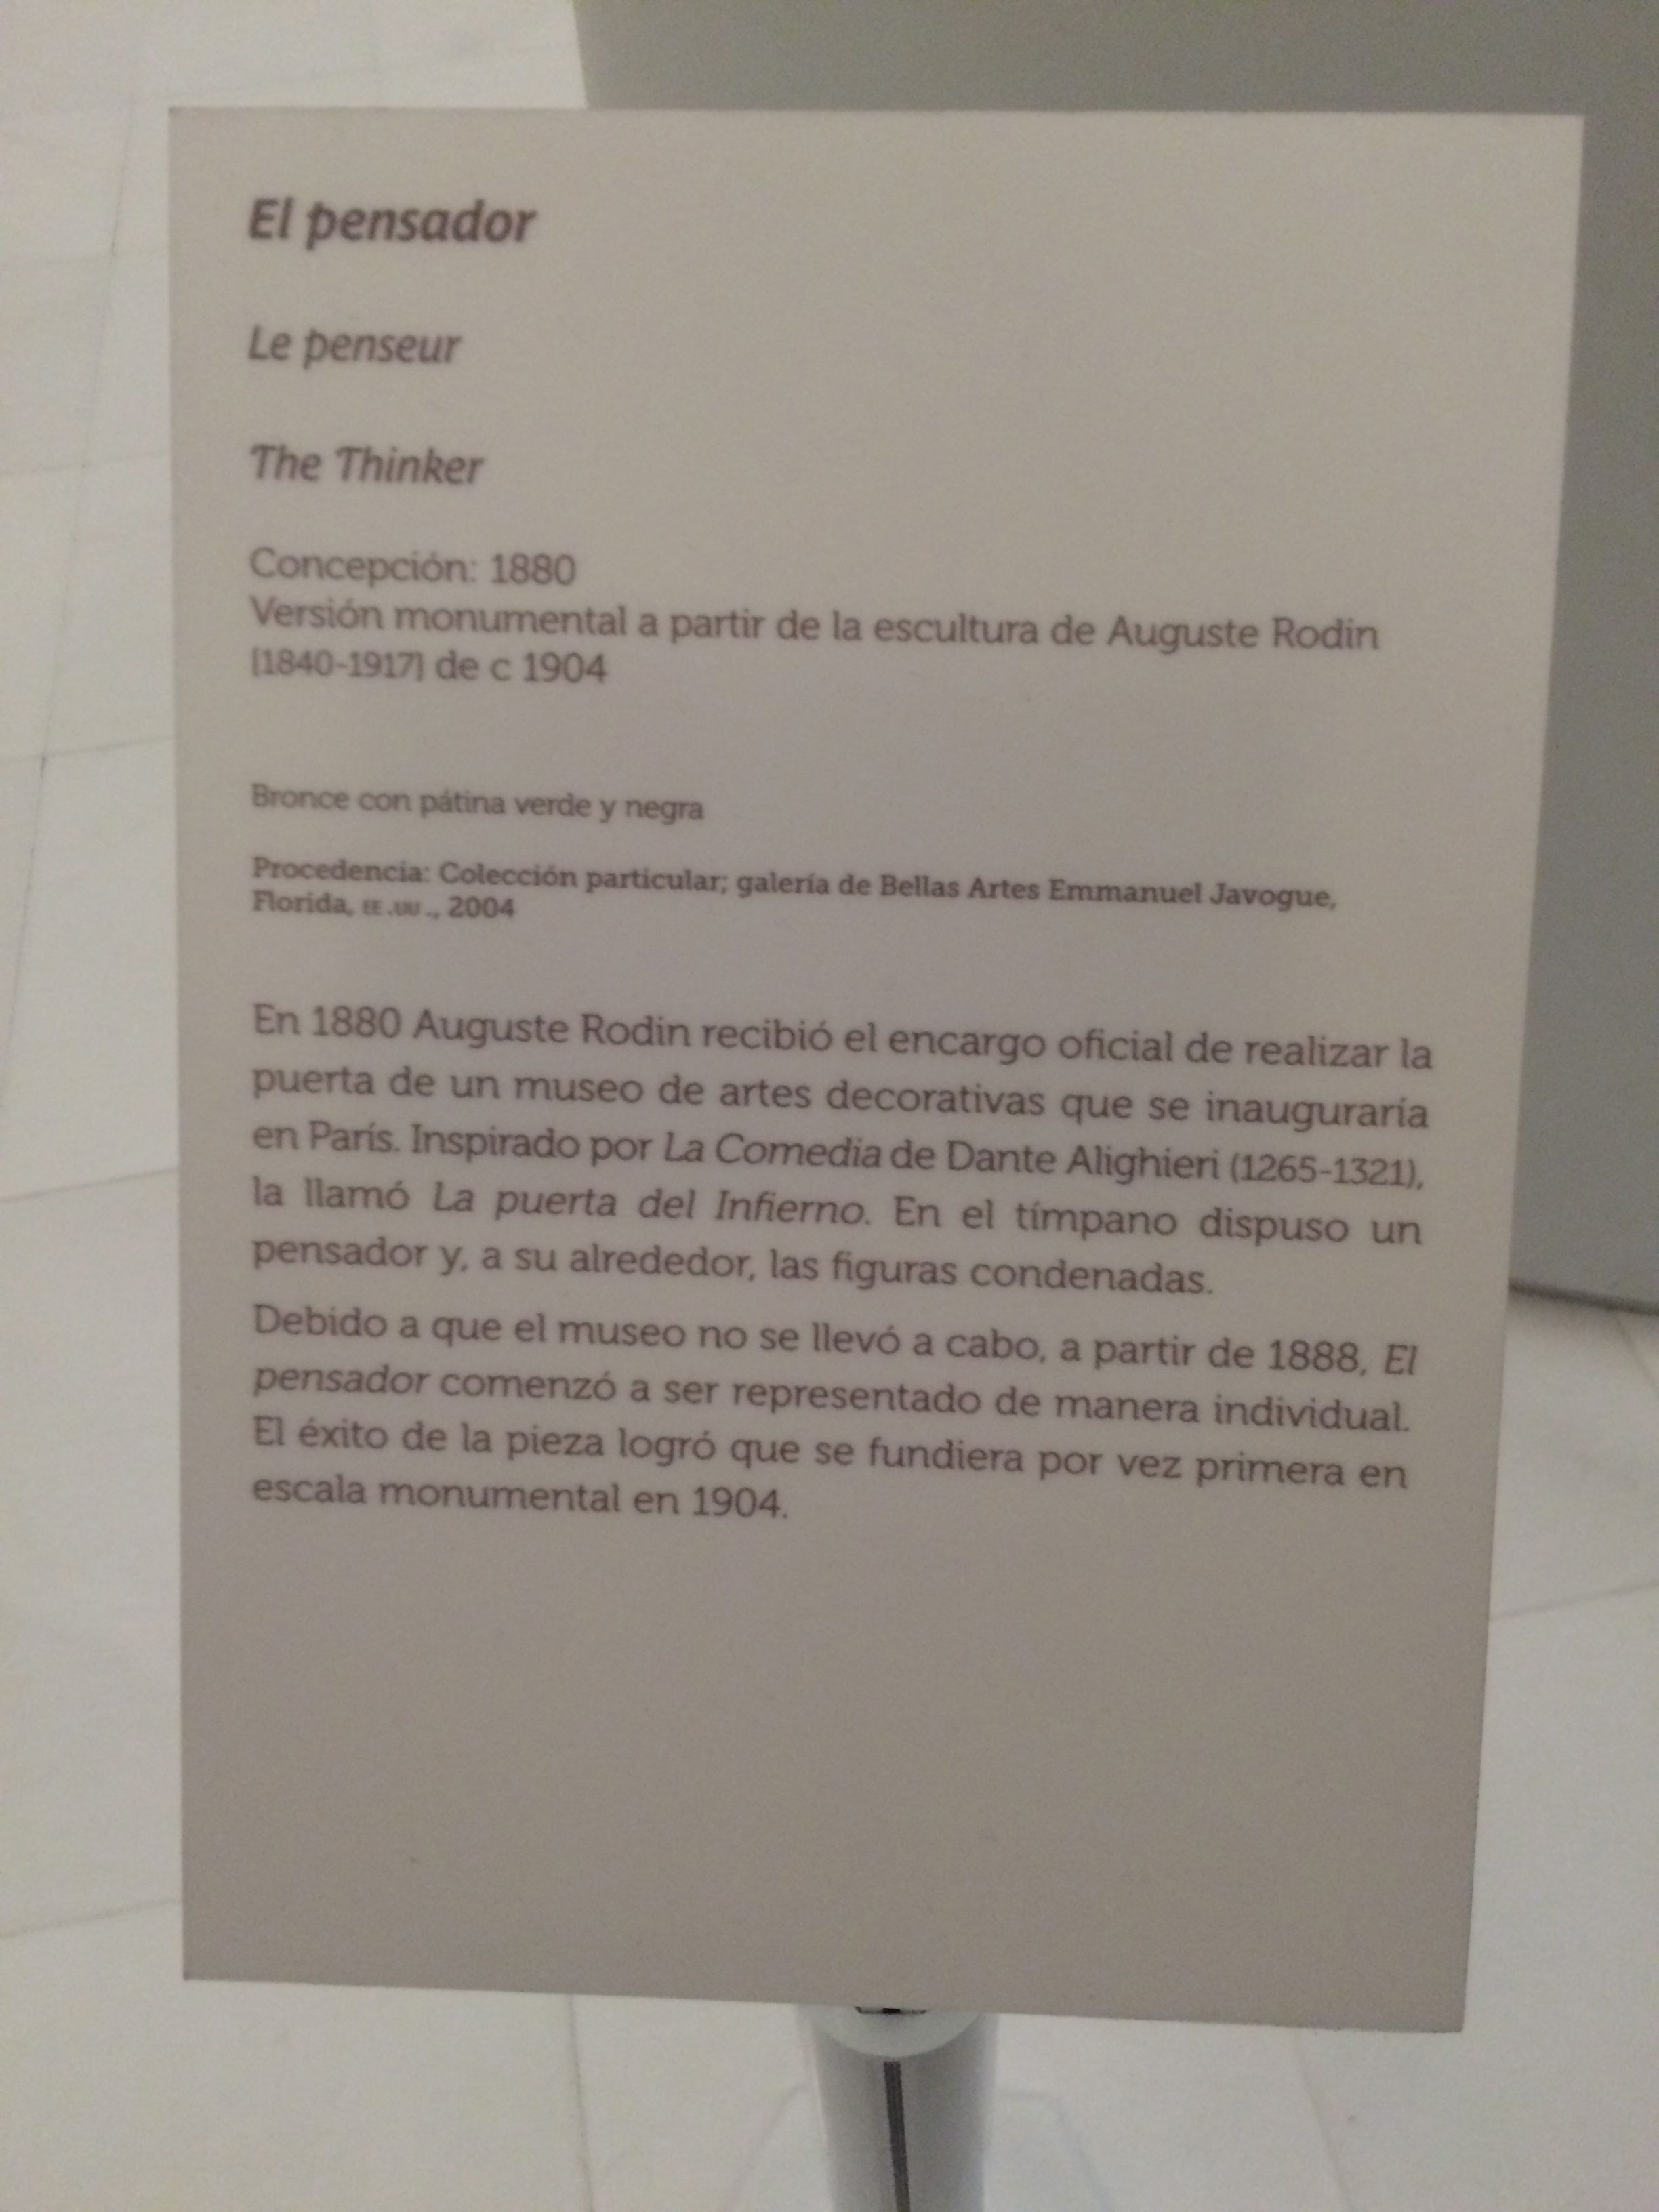 El pensador
Le penseur
The Thinker
Concepción: 1880
Versión monumental a partir de la escultura de Auguste Rodin
(1840-1917) de c 1904
Bronce con pátina verde y negra
Procedencia: Colección particular; galería de Bellas Artes Emmanuel Javogue,
Florida, EE .UU ., 2004
En 1880 Auguste Rodin recibió el encargo oficial de realizar la
puerta de un museo de artes decorativas que se inauguraría
en París. Inspirado por La Comedia de Dante Alighieri (1265-1321),
la llamó La puerta del Infierno. En el tímpano dispuso un
pensador y, a su alrededor, las figuras condenadas.
Debido a que el museo no se llevó a cabo, a partir de 1888, El
pensador comenzó a ser representado de manera individual.
El éxito de la pieza logró que se fundiera por vez primera en
escala monumental en 1904.